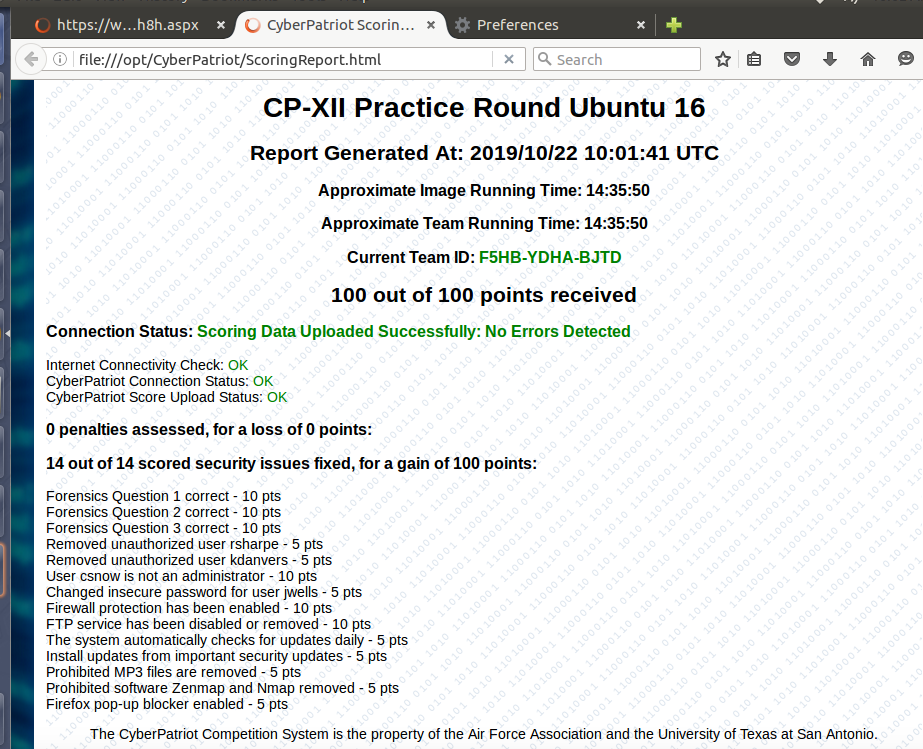 https://w...h8h.aspx
CyberPatriot Scorin...
Preferences
file:///opt/CyberPatriot/ScoringReport.html
Search
CP-XII Practice Round Ubuntu 16
Report Generated At: 2019/10/22 10:01:41 UTC
Approximate Image Running Time: 14:35:50
Approximate Team Running Time: 14:35:50
Current Team ID: F5HB-YDHA-BJTD
100 out of 100 points received
Connection Status: Scoring Data Uploaded Successfully: No Errors Detected
Internet Connectivity Check: OK
CyberPatriot Connection Status: OK
CyberPatriot Score Upload Status: OK
0 penalties assessed, for a loss of 0 points:
14 out of 14 scored security issues fixed, for a gain of 100 points:
Forensics Question 1 correct - 10 pts
Forensics Question 2 correct - 10 pts
Forensics Question 3 correct - 10 pts
Removed unauthorized user rsharpe - 5 pts
Removed unauthorized user kdanvers - 5 pts
User csnow is not an administrator - 10 pts
Changed insecure password for user jwells - 5 pts
Firewall protection has been enabled - 10 pts
FTP service has been disabled or removed - 10 pts
The system automatically checks for updates daily - 5 pts
Install updates from important security updates - 5 pts
Prohibited MP3 files are removed - 5 pts
Prohibited software Zenmap and Nmap removed - 5 pts
Firefox pop-up blocker enabled - 5 pts
The CyberPatriot Competition System is the property of the Air Force Association and the University of Texas at San Antonio.